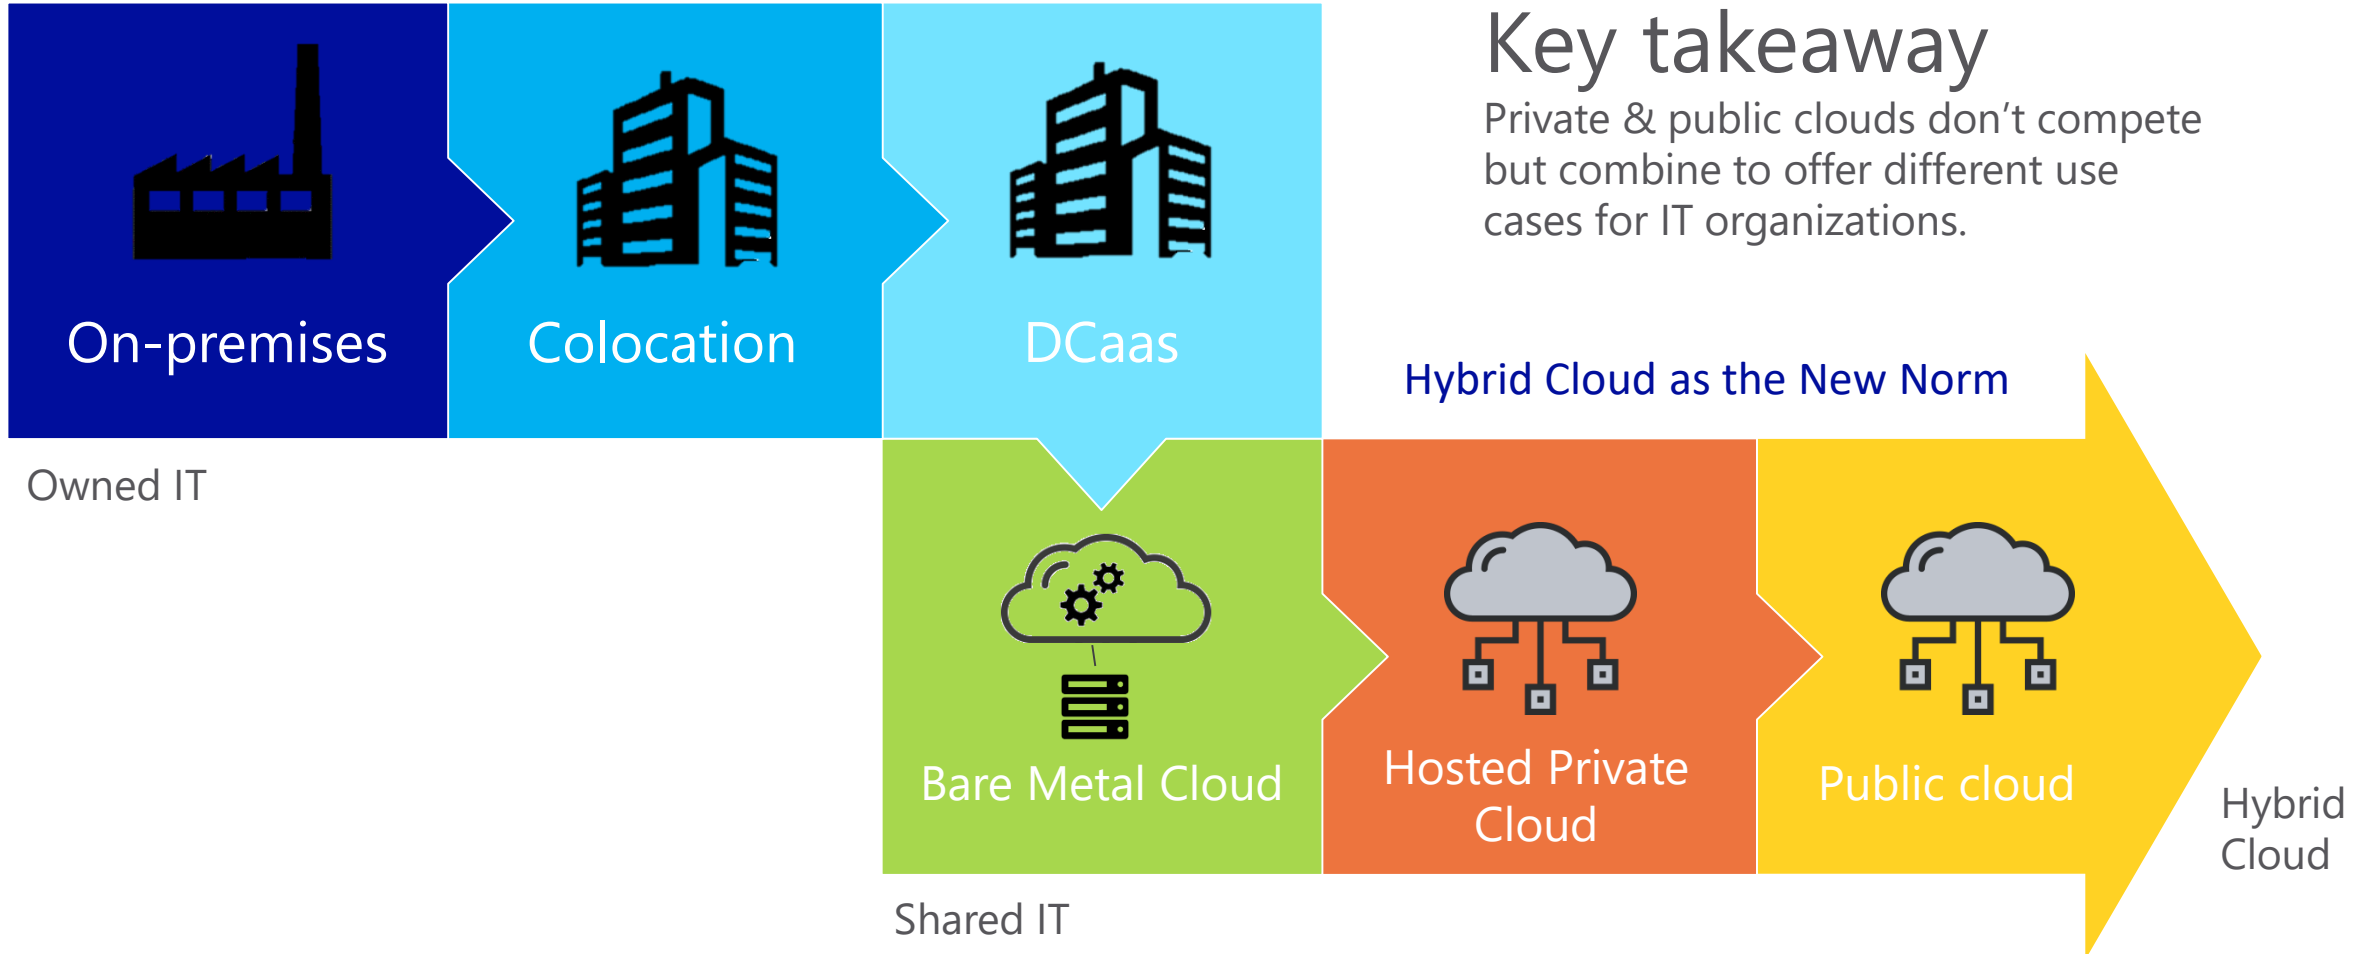 Key takeaway
Private & public clouds don’t compete
but combine to offer different use
cases for IT organizations.
On-premises
Colocation
DCaas
Hybrid Cloud as the New Norm
Owned IT
Bare Metal Cloud
Hosted Private
Cloud
Public cloud
Hybrid
Cloud
Shared IT